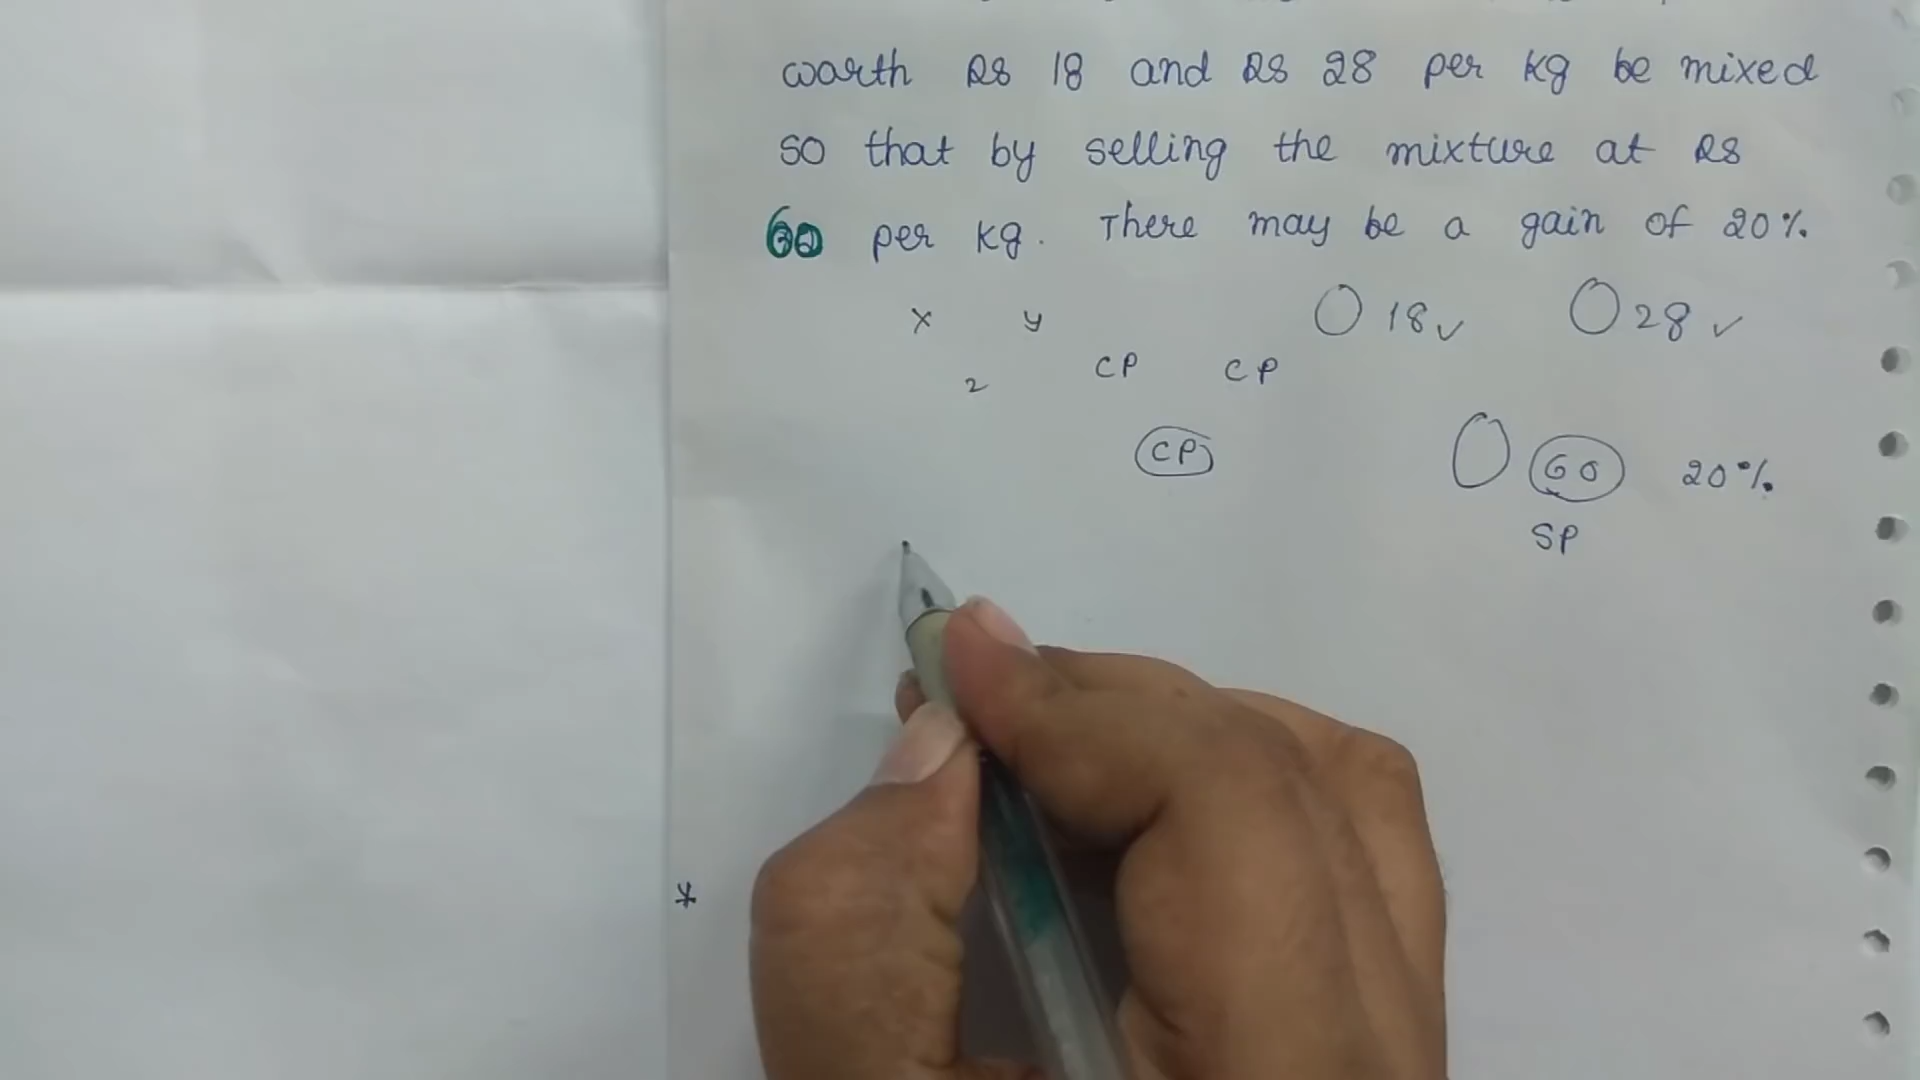 worth Rs 18 and Rs 28 per kg be mixed
so that by selling the mixture at Rs
per kg. There may be a gain of 20%.
x y 18 ✓ 28 ✓
2 CP CP
CP 60 20%
SP
*